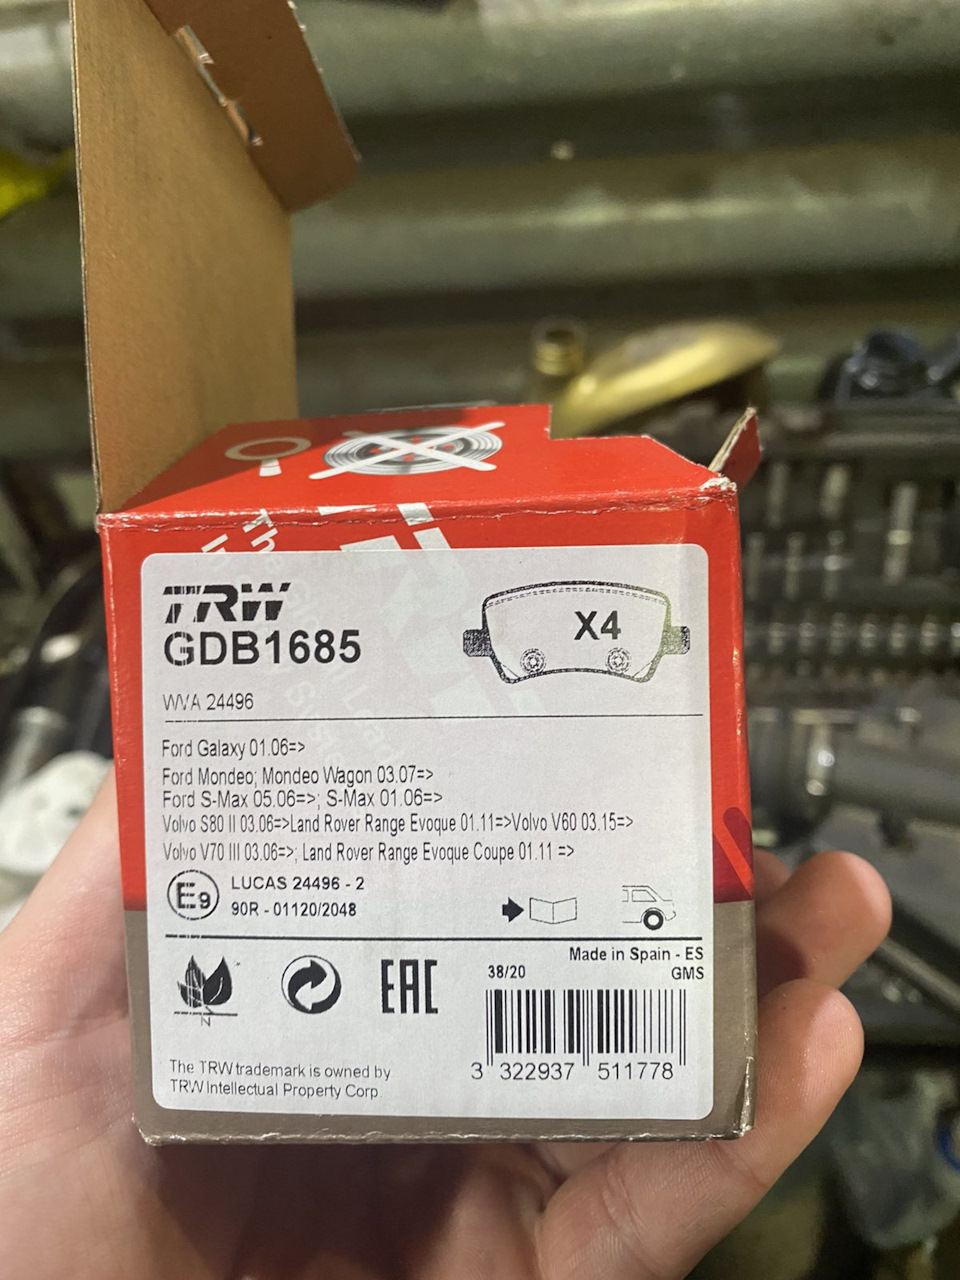 TRW
GDB1685
X4
WVA 24496
Ford Galaxy 01.06=>
Ford Mondeo; Mondeo Wagon 03.07=>
Ford S-Max 05.06=>; S-Max 01.06=>
Volvo S80 II 03.06=>Land Rover Range Evoque 01.11=>Volvo V60 03.15=>
Volvo V70 III 03.06=>; Land Rover Range Evoque Coupe 01.11 =>
E9
LUCAS 24496 - 2
90R - 01120/2048
Made in Spain - ES
38/20
GMS
N
EAC
The TRW trademark is owned by
TRW Intellectual Property Corp
3 322937 511778